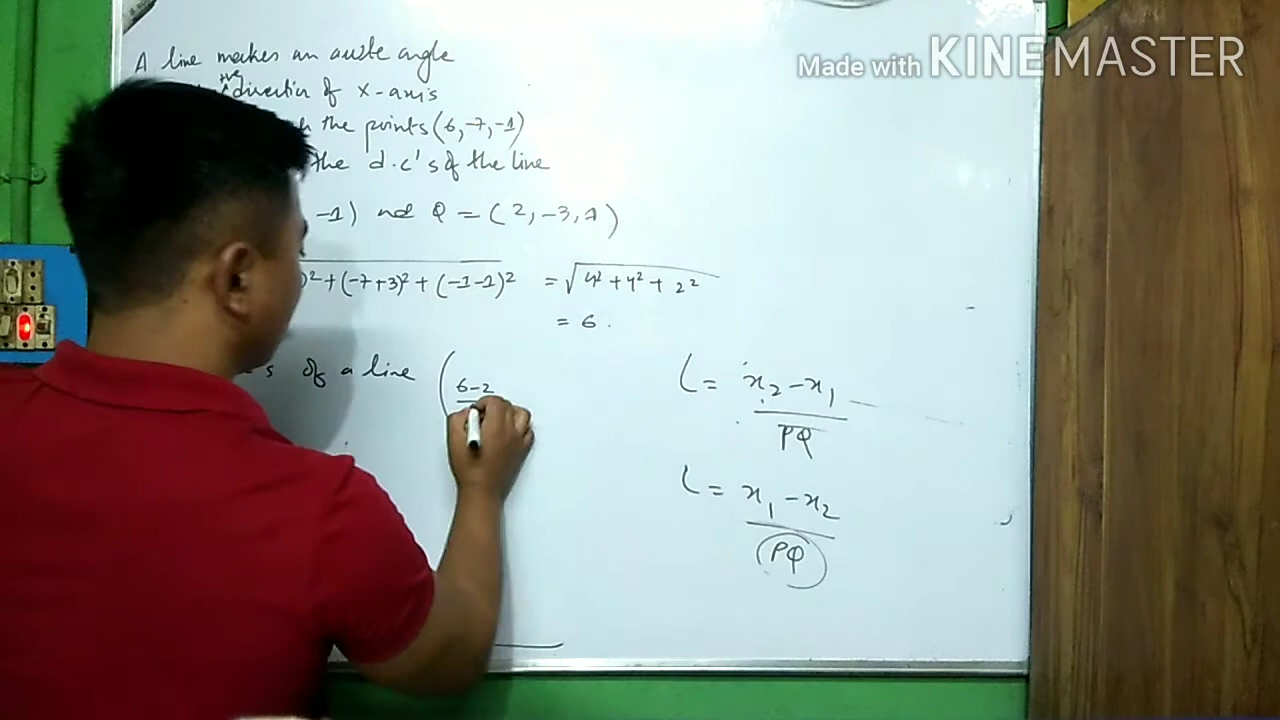 Made with KINEMASTER
A line makes an acute angle
+ve direction of X-axis
the points (6, -7, -1)
the d.c's of the line
-1) and Q = (2, -3, 1)
)² + (-7+3)² + (-1-1)² = √4² + 4² + 2²
= 6.
s of a line (6-2
l = x₂ - x₁
PQ
l = x₁ - x₂
PQ